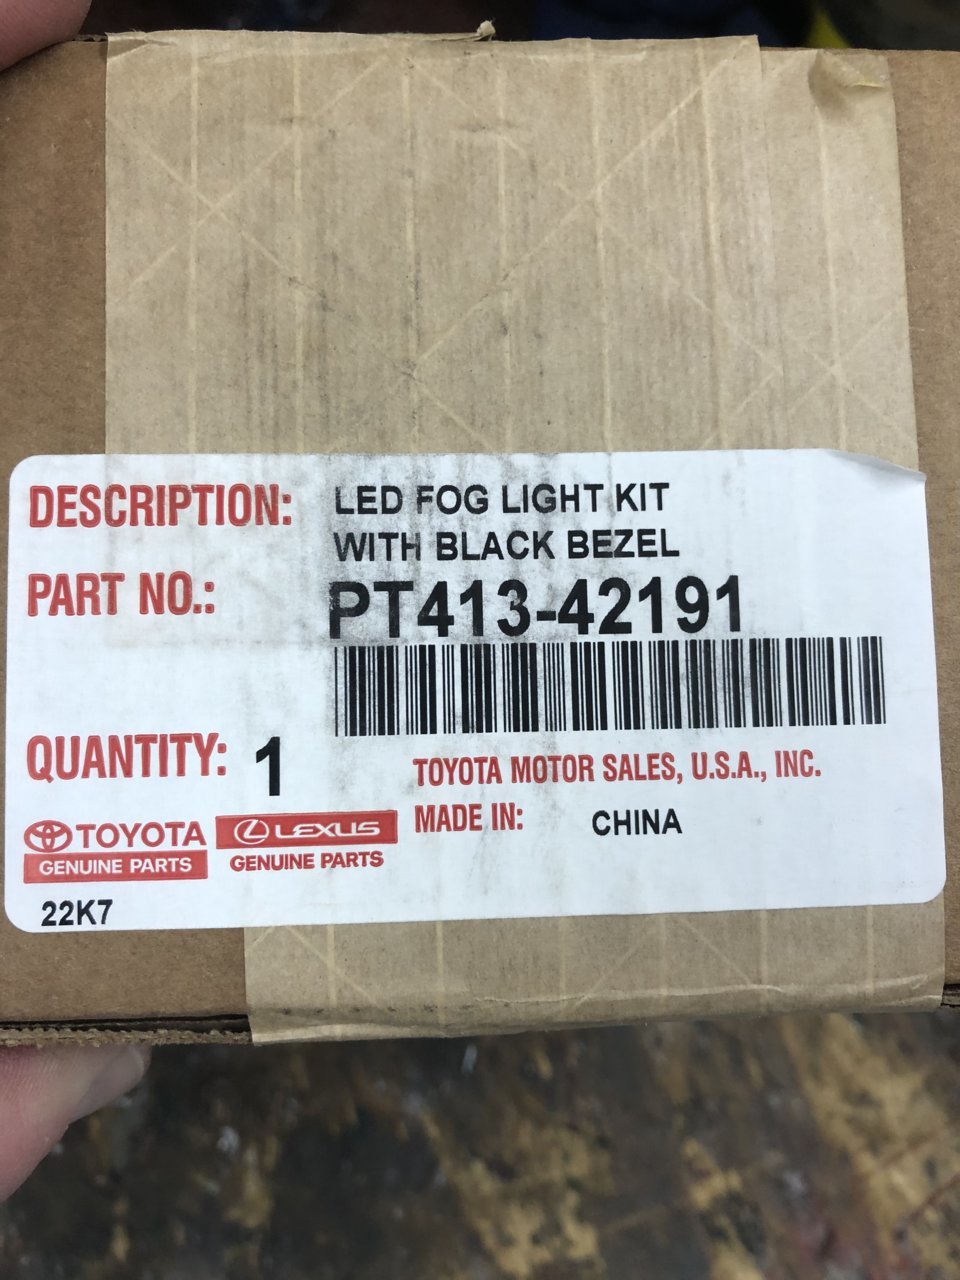 DESCRIPTION: LED FOG LIGHT KIT
WITH BLACK BEZEL
PART NO.: PT413-42191
QUANTITY: 1
TOYOTA MOTOR SALES, U.S.A., INC.
MADE IN: CHINA
TOYOTA
GENUINE PARTS
LEXUS
GENUINE PARTS
22K7